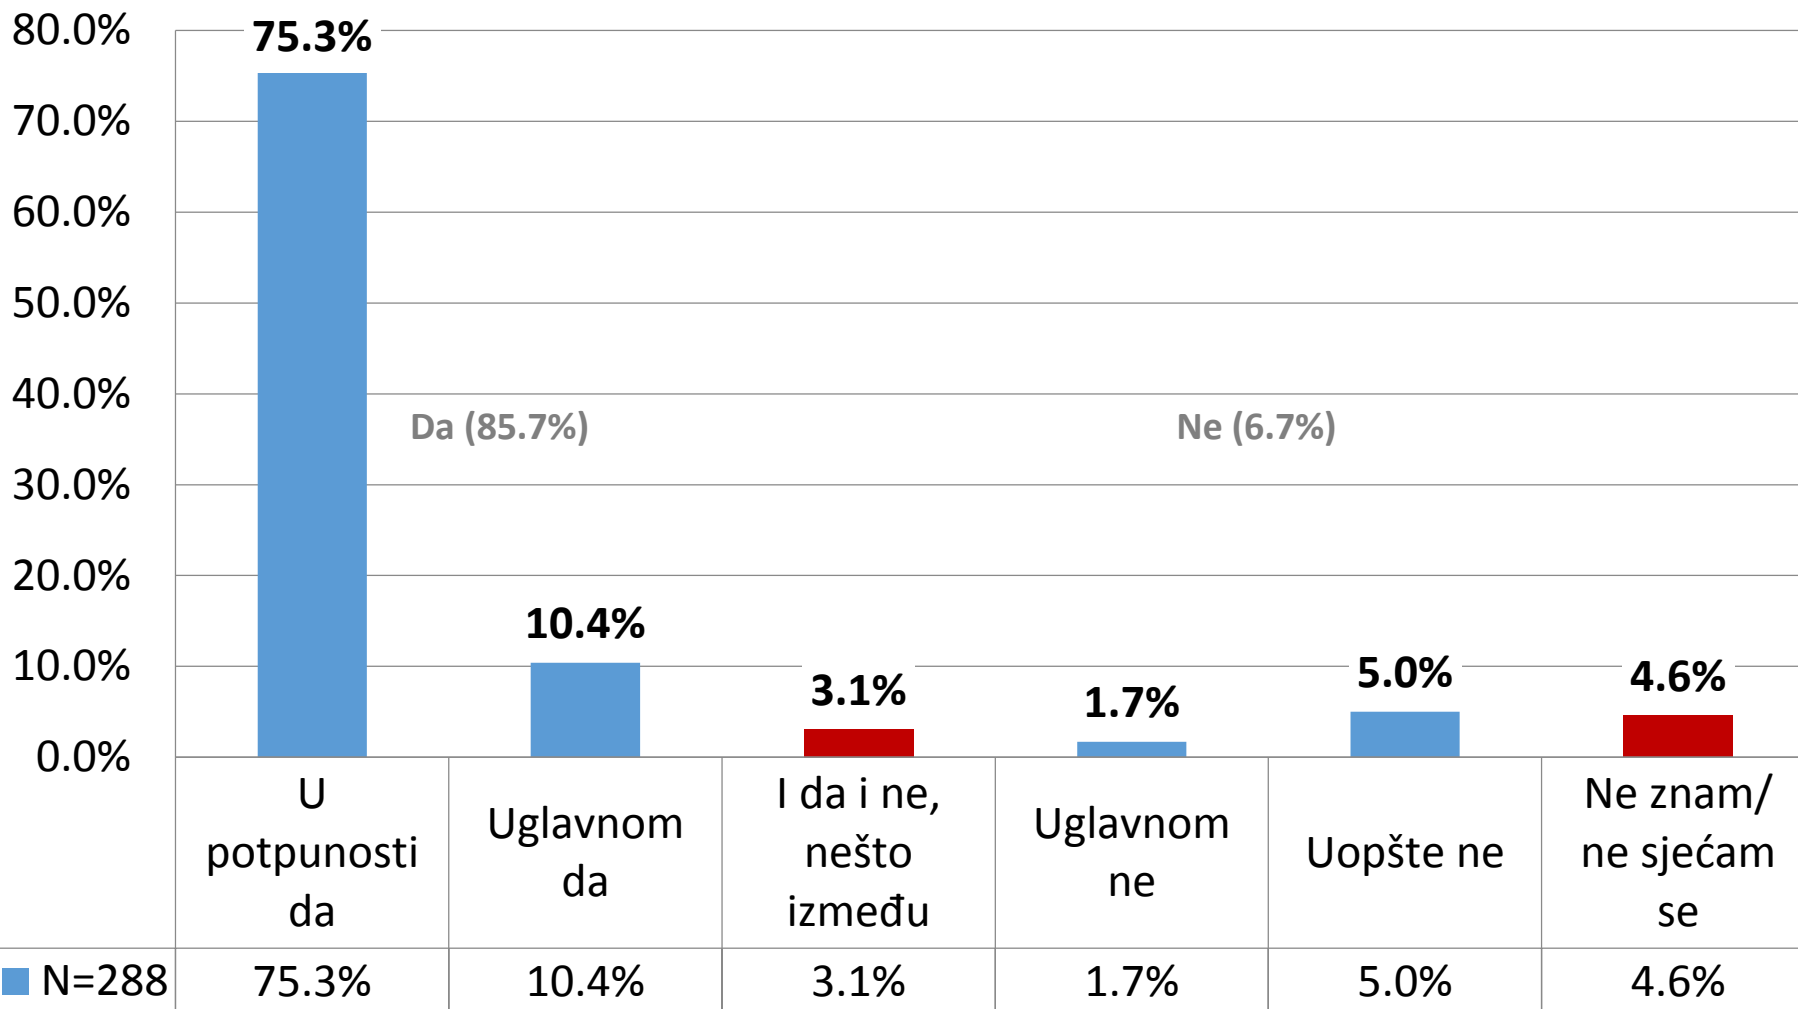 80.0%
70.0%
60.0%
50.0%
40.0%
30.0%
20.0%
10.0%
0.0%
75.3%
10.4%
3.1%
1.7%
5.0%
4.6%
Da (85.7%)
Ne (6.7%)
U
potpunosti
da
Uglavnom
da
I da i ne,
nešto
između
Uglavnom
ne
Uopšte ne
Ne znam/
ne sjećam
se
N=288 75.3% 10.4% 3.1% 1.7% 5.0% 4.6%